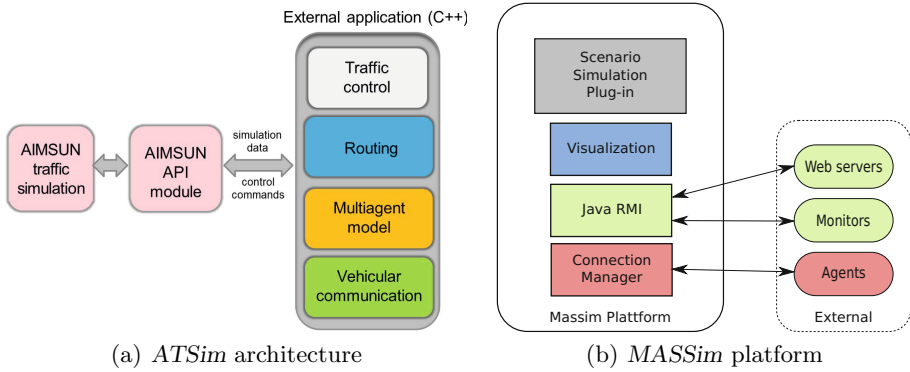 External application (C++)
Traffic
control
Routing
Multiagent
model
Vehicular
communication
AIMSUN
traffic
simulation
AIMSUN
API
module
simulation
data
control
commands
(a) ATSim architecture
Scenario
Simulation
Plug-in
Visualization
Java RMI
Connection
Manager
Massim Plattform
Web servers
Monitors
Agents
External
(b) MASSim platform